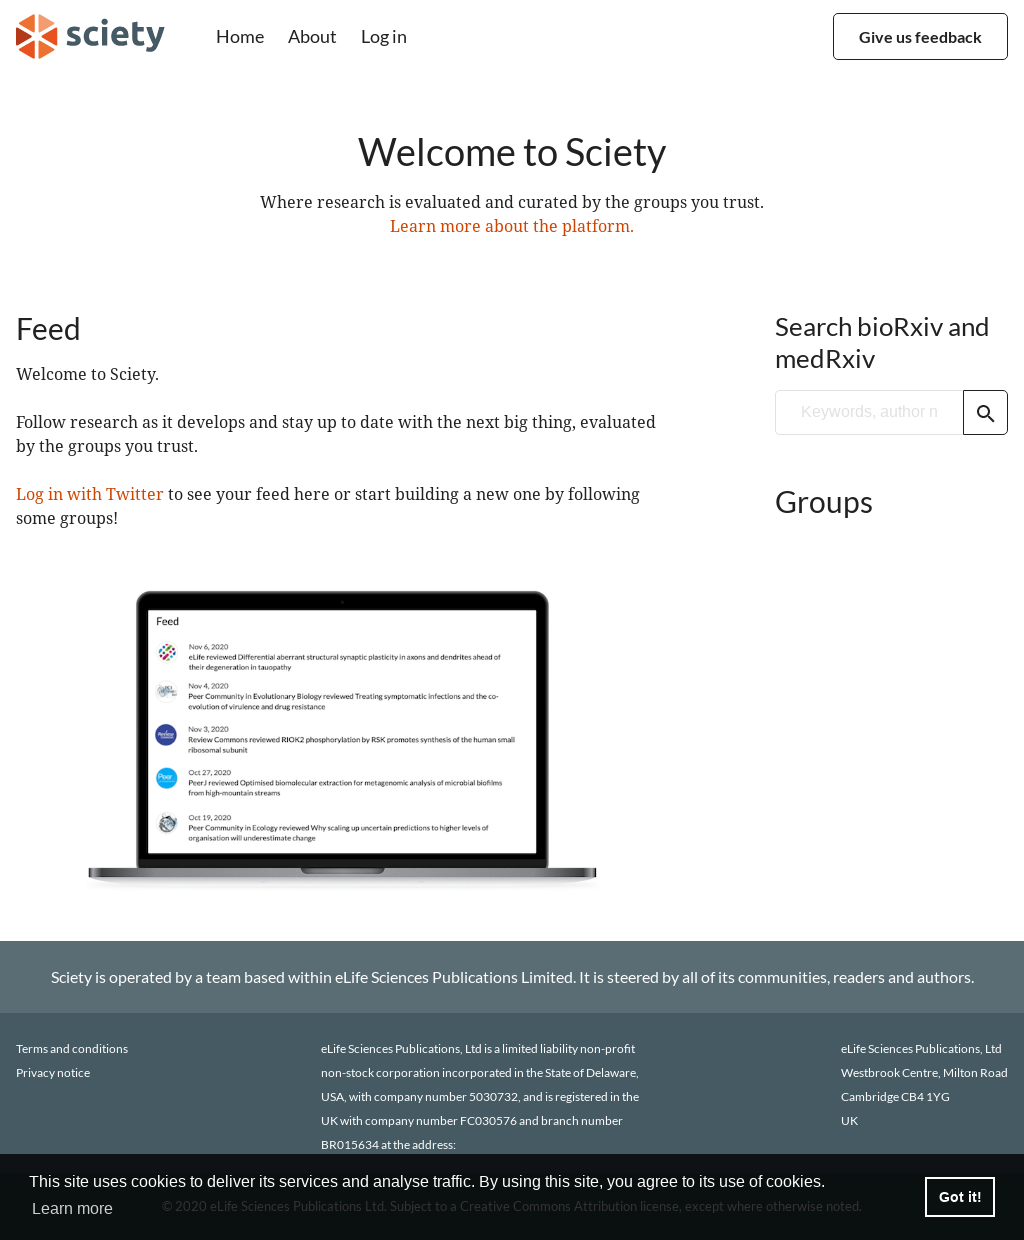 sciety
Home
About
Log in
Give us feedback
Welcome to Sciety
Where research is evaluated and curated by the groups you trust.
Learn more about the platform.
Feed
Welcome to Sciety.
Follow research as it develops and stay up to date with the next big thing, evaluated
by the groups you trust.
Log in with Twitter to see your feed here or start building a new one by following
some groups!
Search bioRxiv and
medRxiv
Keywords, author n
Groups
Feed
Nov 6, 2020
eLife reviewed Differential aberrant structural synaptic plasticity in axons and dendrites ahead of
their degeneration in tauopathy
Nov 4, 2020
Peer Community in Evolutionary Biology reviewed Treating symptomatic infections and the co-
evolution of virulence and drug resistance
Review
Nov 3, 2020
Review Commons reviewed RIOK2 phosphorylation by RSK promotes synthesis of the human small
ribosomal subunit
Peer
Oct 27, 2020
PeerJ reviewed Optimised biomolecular extraction for metagenomic analysis of microbial biofilms
from high-mountain streams
Oct 19, 2020
Peer Community in Ecology reviewed Why scaling up uncertain predictions to higher levels of
organisation will underestimate change
Sciety is operated by a team based within eLife Sciences Publications Limited. It is steered by all of its communities, readers and authors.
Terms and conditions
Privacy notice
eLife Sciences Publications, Ltd is a limited liability non-profit
non-stock corporation incorporated in the State of Delaware,
USA, with company number 5030732, and is registered in the
UK with company number FC030576 and branch number
BR015634 at the address:
eLife Sciences Publications, Ltd
Westbrook Centre, Milton Road
Cambridge CB4 1YG
UK
This site uses cookies to deliver its services and analyse traffic. By using this site, you agree to its use of cookies.
Learn more
© 2020 eLife Sciences Publications Ltd. Subject to a Creative Commons Attribution license, except where otherwise noted.
Got it!